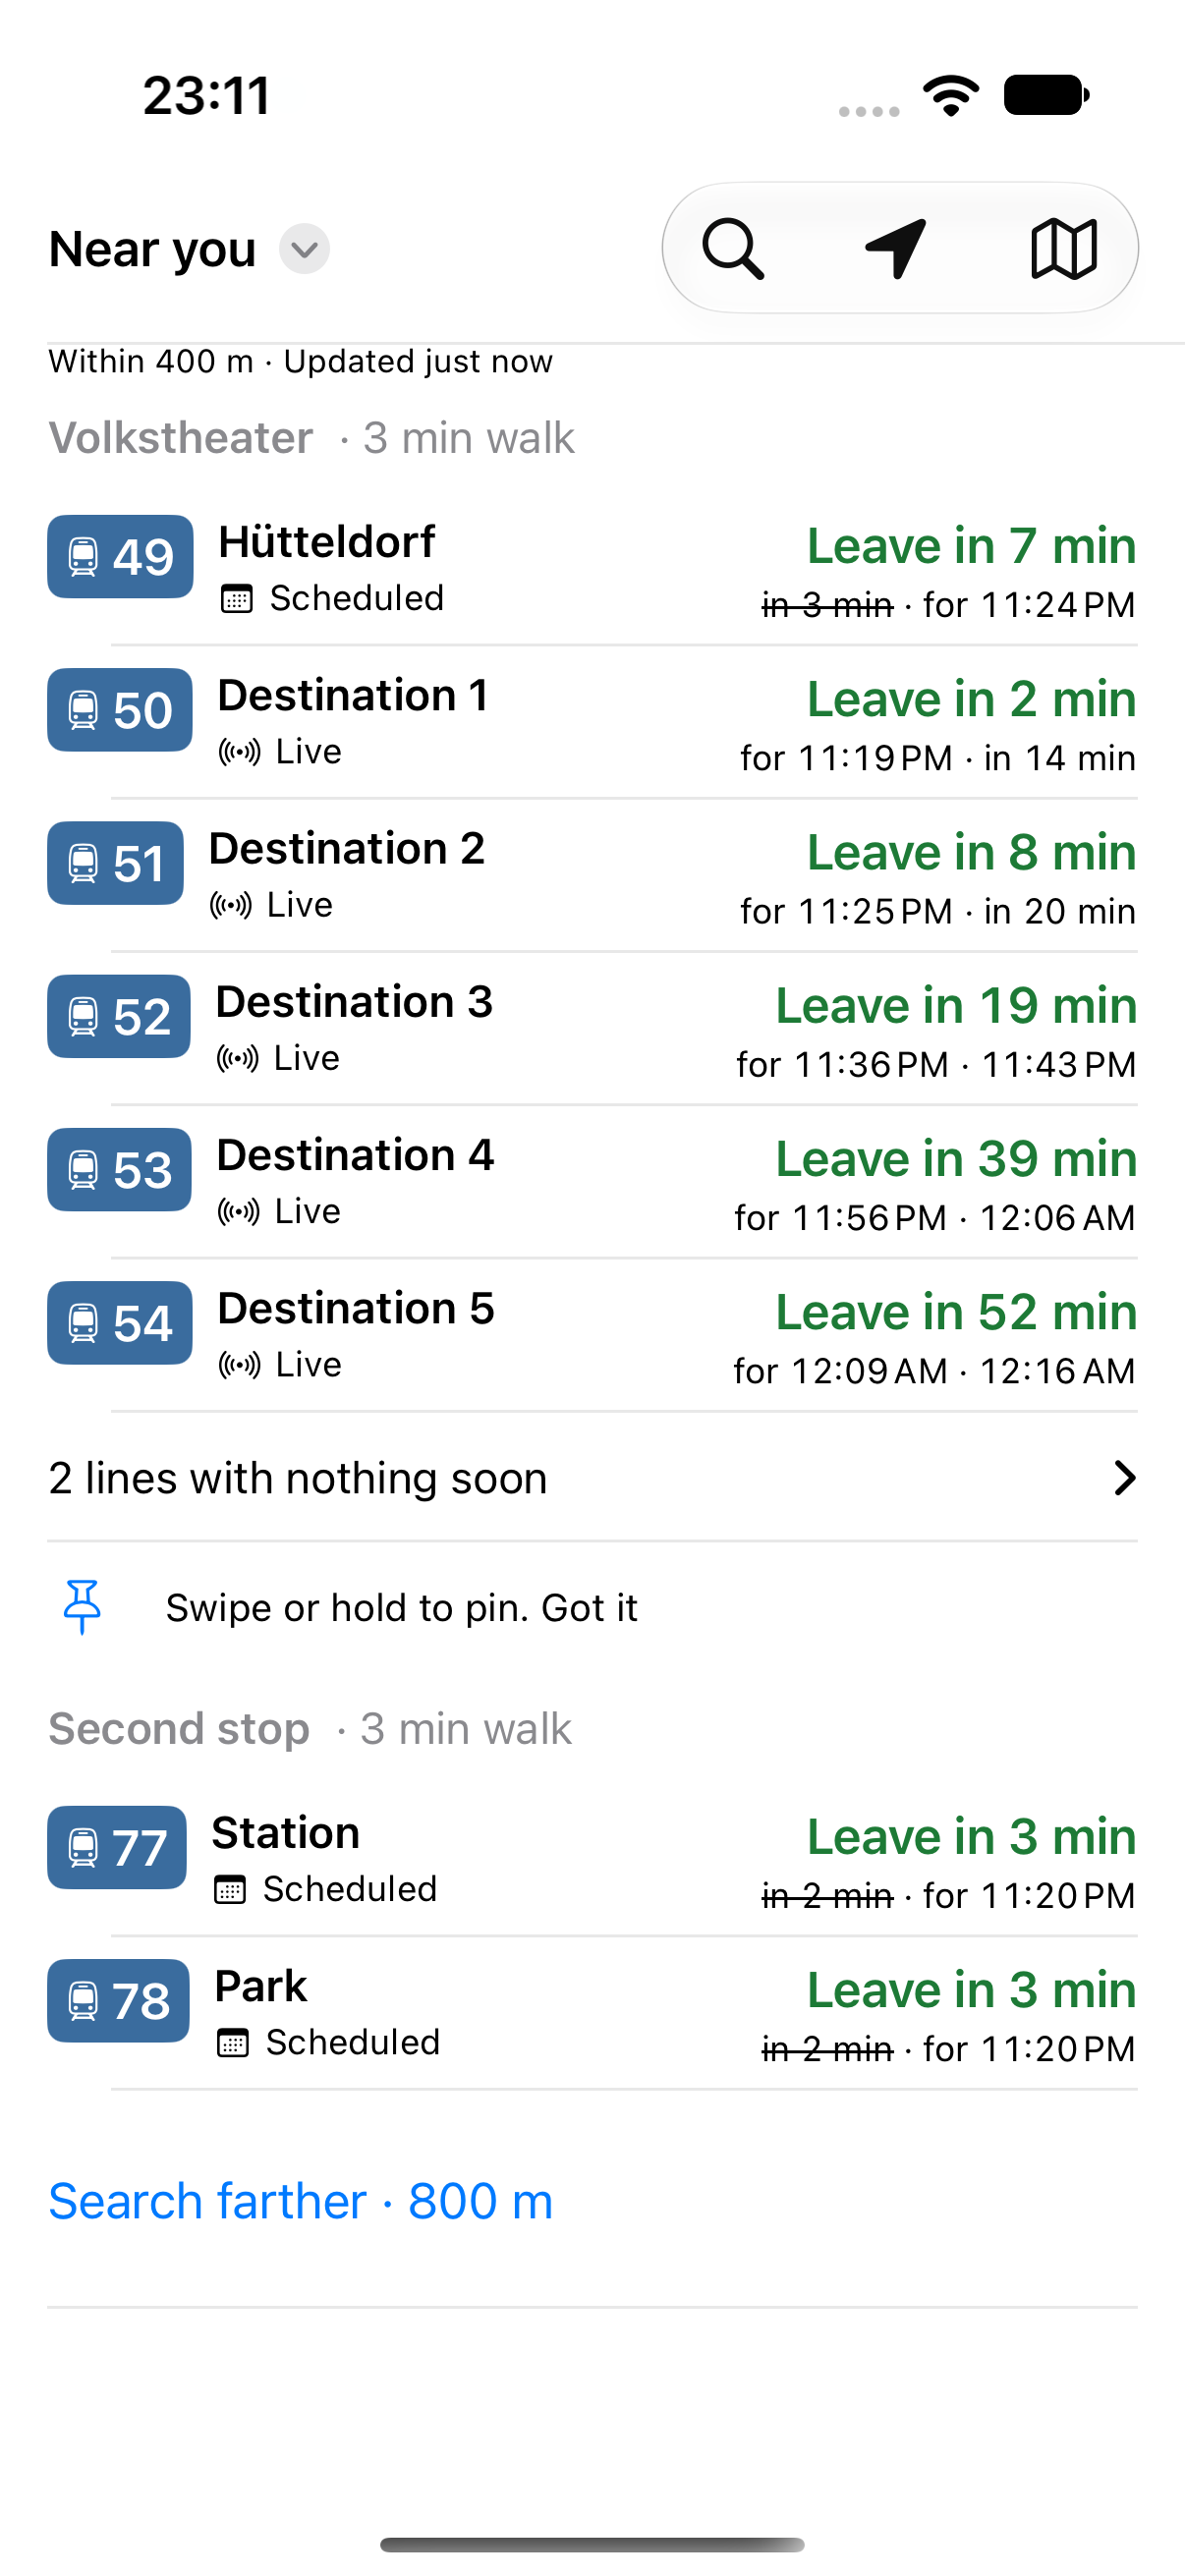 23:11
Near you
Within 400 m · Updated just now
Volkstheater · 3 min walk
49 Hütteldorf Leave in 7 min
Scheduled in 3 min · for 11:24 PM
50 Destination 1 Leave in 2 min
Live for 11:19 PM · in 14 min
51 Destination 2 Leave in 8 min
Live for 11:25 PM · in 20 min
52 Destination 3 Leave in 19 min
Live for 11:36 PM · 11:43 PM
53 Destination 4 Leave in 39 min
Live for 11:56 PM · 12:06 AM
54 Destination 5 Leave in 52 min
Live for 12:09 AM · 12:16 AM
2 lines with nothing soon
Swipe or hold to pin. Got it
Second stop · 3 min walk
77 Station Leave in 3 min
Scheduled in 2 min · for 11:20 PM
78 Park Leave in 3 min
Scheduled in 2 min · for 11:20 PM
Search farther · 800 m